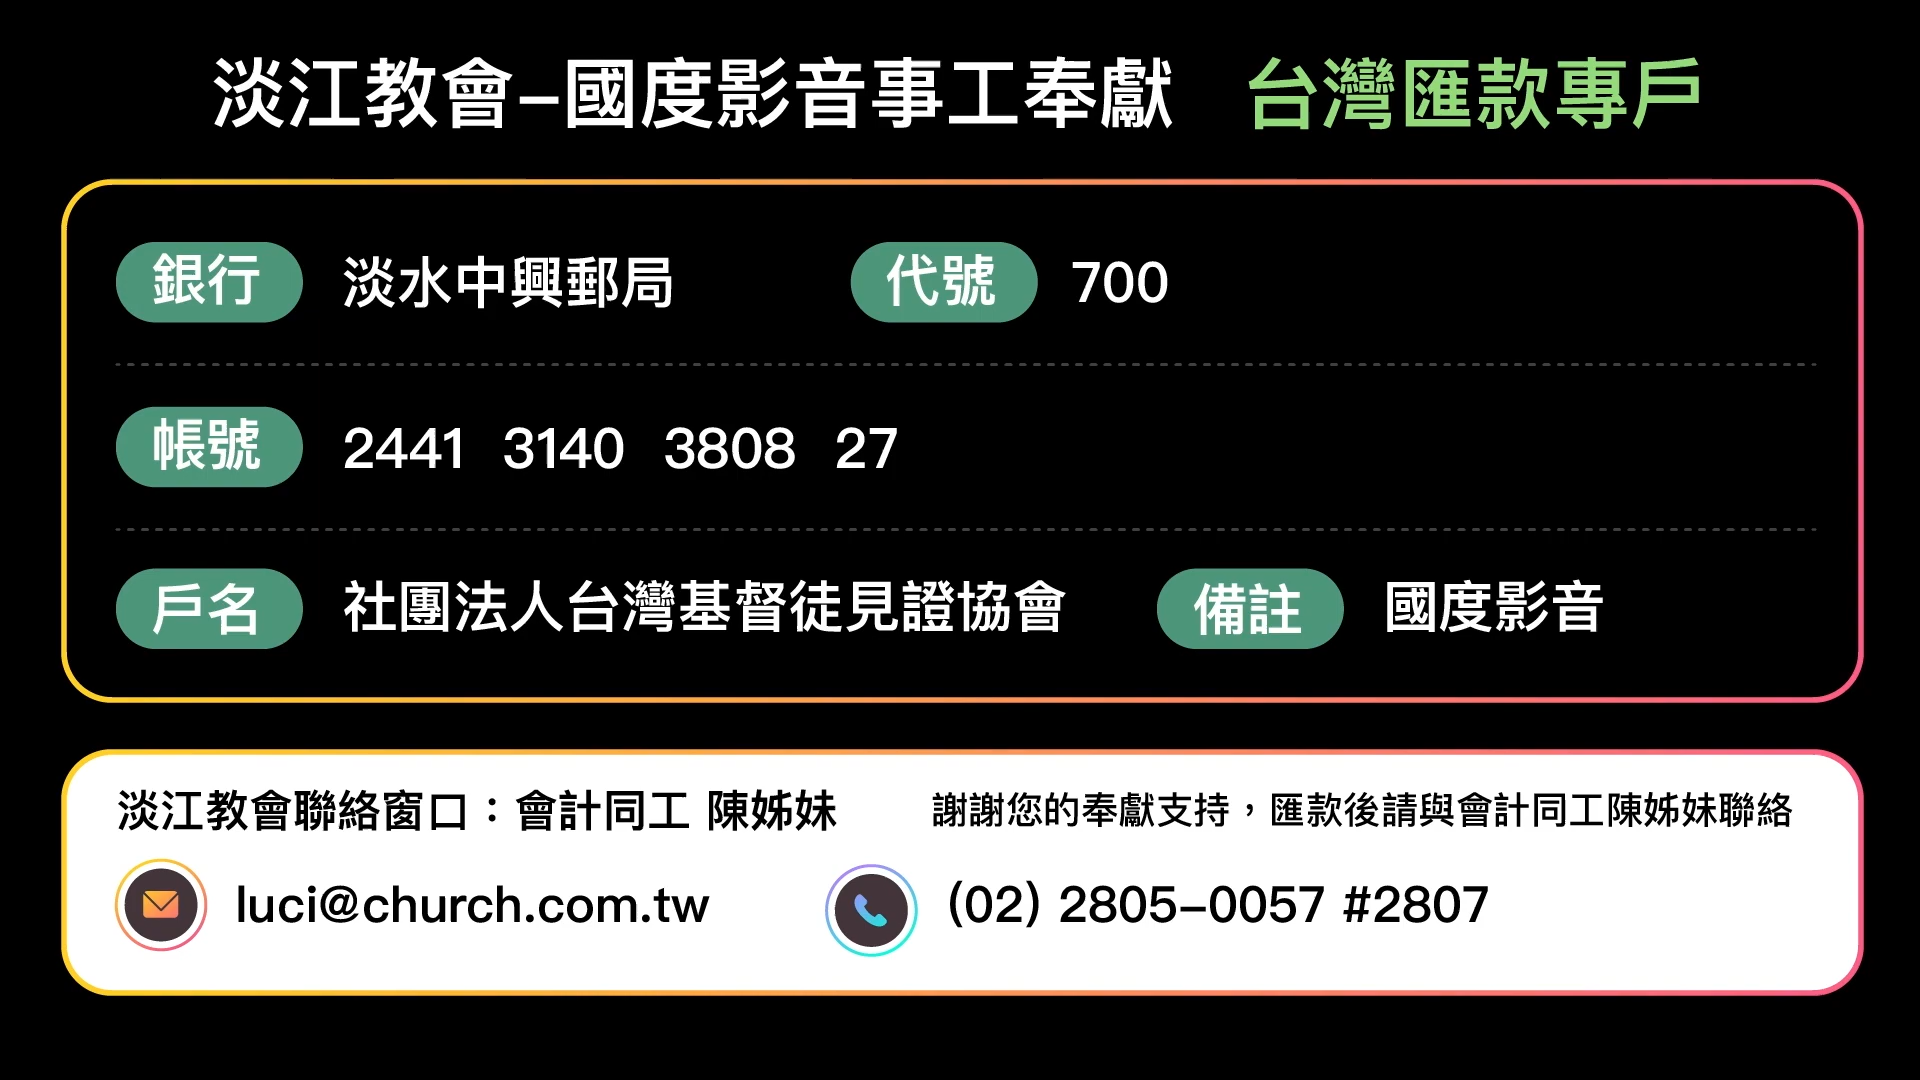 淡江教會–國度影音事工奉獻 台灣匯款專戶
銀行 淡水中興郵局 代號 700
帳號 2441 3140 3808 27
戶名 社團法人台灣基督徒見證協會 備註 國度影音
淡江教會聯絡窗口：會計同工 陳姊妹 謝謝您的奉獻支持，匯款後請與會計同工陳姊妹聯絡
luci@church.com.tw (02) 2805–0057 #2807